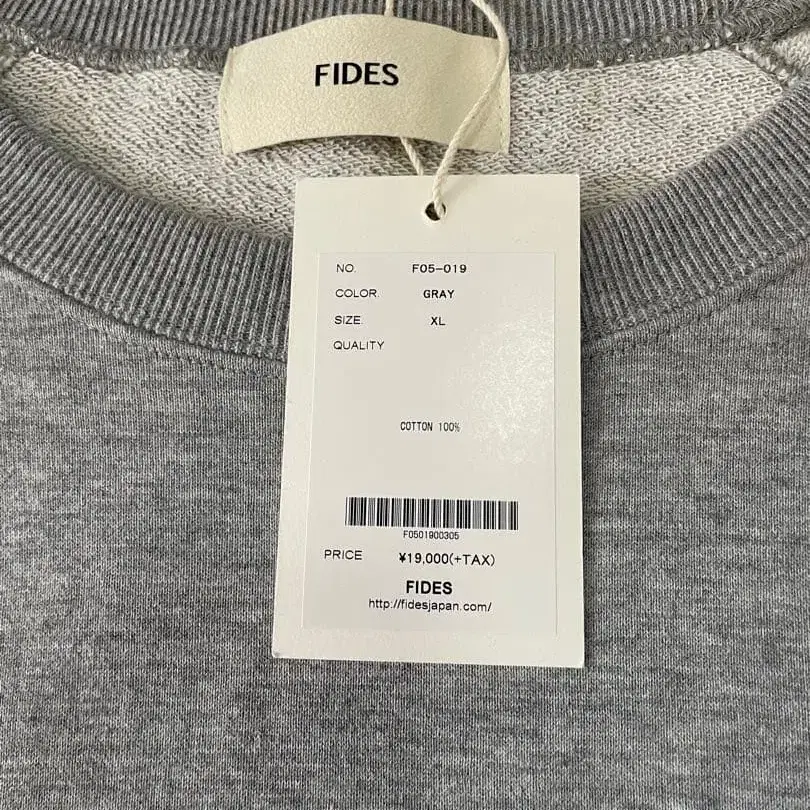 FIDES
NO. F05-019
COLOR. GRAY
SIZE. XL
QUALITY
COTTON 100%
F0501900305
PRICE ¥19,000(+TAX)
FIDES
http://fidesjapan.com/